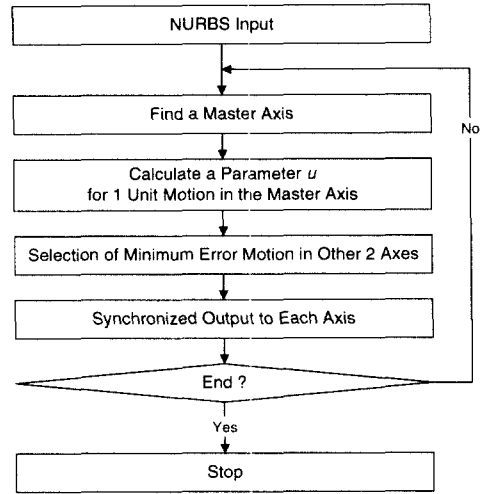 NURBS Input
Find a Master Axis
No
Calculate a Parameter u
for 1 Unit Motion in the Master Axis
Selection of Minimum Error Motion in Other 2 Axes
Synchronized Output to Each Axis
End ?
Yes
Stop